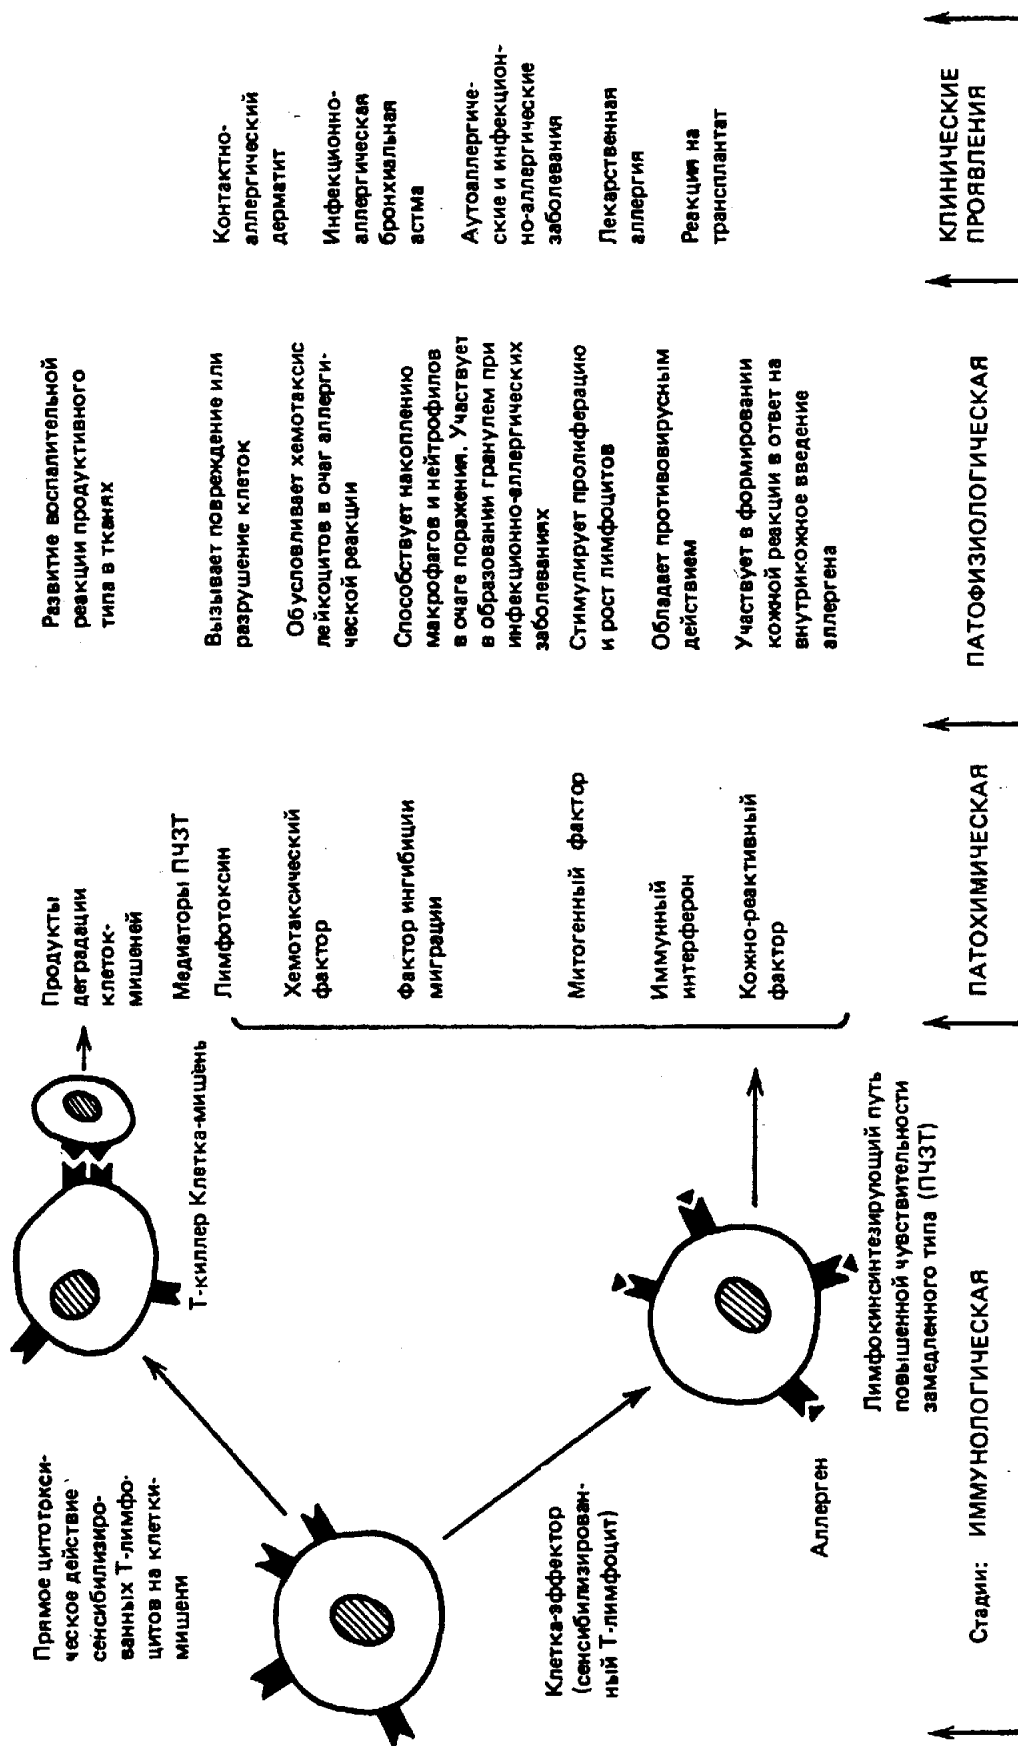 Прямое цитотокси-
ческое действие
сенсибилизиро-
ванных Т-лимфо-
цитов на клетки-
мишени
Т-киллер Клетка-мишень
Клетка-эффектор
(сенсибилизирован-
ный Т-лимфоцит)
Аллерген
Лимфокинсинтезирующий путь
повышенной чувствительности
замедленного типа (ПЧЗТ)
Продукты
деградации
клеток-
мишеней
Медиаторы ПЧЗТ
Лимфотоксин
Хемотаксический
фактор
Фактор ингибиции
миграции
Митогенный фактор
Иммунный
интерферон
Кожно-реактивный
фактор
Развитие воспалительной
реакции продуктивного
типа в тканях
Вызывает повреждение или
разрушение клеток
Обусловливает хемотаксис
лейкоцитов в очаг аллерги-
ческой реакции
Способствует накоплению
макрофагов и нейтрофилов
в очаге поражения. Участвует
в образовании гранулем при
инфекционно-аллергических
заболеваниях
Стимулирует пролиферацию
и рост лимфоцитов
Обладает противовирусным
действием
Участвует в формировании
кожной реакции в ответ на
внутрикожное введение
аллергена
Контактно-
аллергический
дерматит
Инфекционно-
аллергическая
бронхиальная
астма
Аутоаллергиче-
ские и инфекцион-
но-аллергические
заболевания
Лекарственная
аллергия
Реакция на
трансплантат
Стадии: ИММУНОЛОГИЧЕСКАЯ
ПАТОХИМИЧЕСКАЯ
ПАТОФИЗИОЛОГИЧЕСКАЯ
КЛИНИЧЕСКИЕ
ПРОЯВЛЕНИЯ